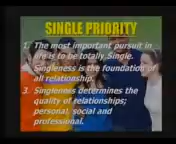 SINGLE PRIORITY
1. The most important pursuit in
life is to be totally Single.
2. Singleness is the foundation of
all relationship.
3. Singleness determines the
quality of relationships;
personal, social and
professional.